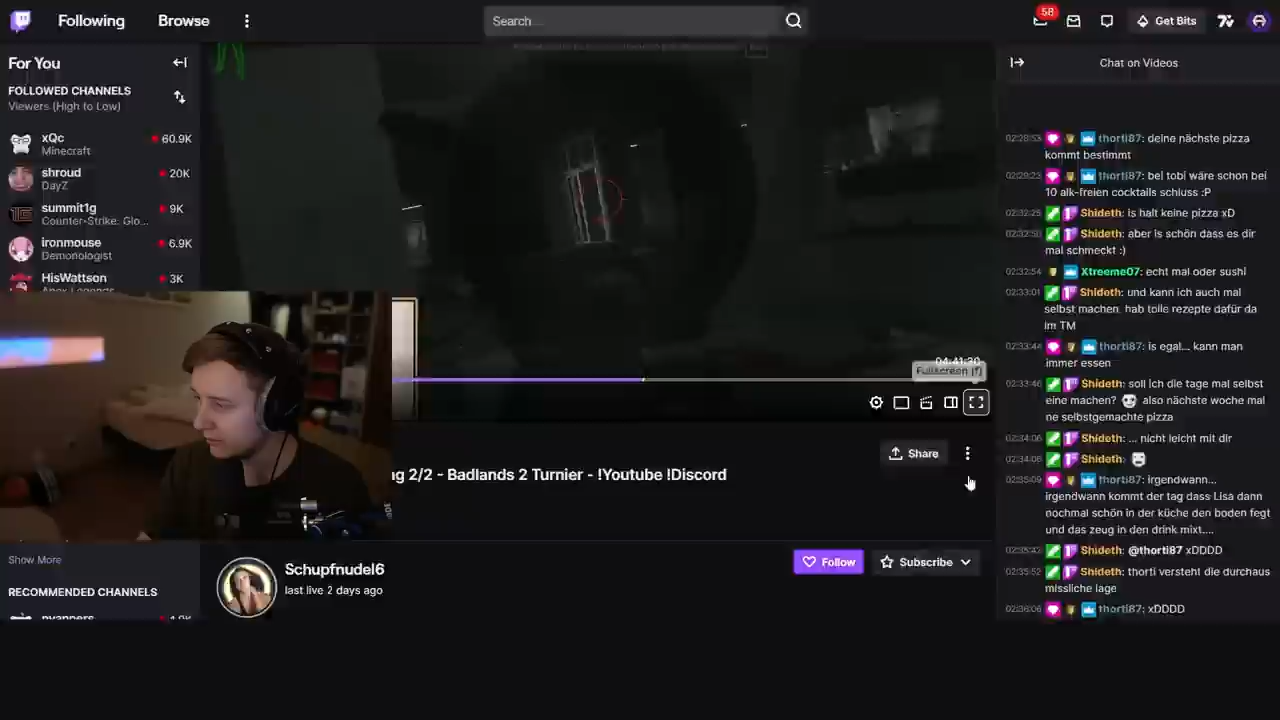 Following
Browse
Search
58
Get Bits
For You
FOLLOWED CHANNELS
Viewers (High to Low)
xQc
Minecraft
60.9K
shroud
DayZ
20K
summit1g
Counter-Strike: Glo...
9K
ironmouse
Demonologist
6.9K
HisWattson
3K
Show More
RECOMMENDED CHANNELS
04:41:30
Fullscreen (f)
Share
ng 2/2 - Badlands 2 Turnier - !Youtube !Discord
Schupfnudel6
last live 2 days ago
Follow
Subscribe
Chat on Videos
02:28:53 thorti87: deine nächste pizza
kommt bestimmt
02:29:23 thorti87: bei tobi wäre schon bei
10 alk-freien cocktails schluss :P
02:32:25 Shideth: is halt keine pizza xD
02:32:50 Shideth: aber is schön dass es dir
mal schmeckt :)
02:32:54 Xtreeme07: echt mal oder sushi
02:33:01 Shideth: und kann ich auch mal
selbst machen, hab tolle rezepte dafür da
im TM
02:33:44 thorti87: is egal... kann man
immer essen
02:33:46 Shideth: soll ich die tage mal selbst
eine machen? also nächste woche mal
ne selbstgemachte pizza
02:34:06 Shideth: ... nicht leicht mit dir
02:34:06 Shideth:
02:35:09 thorti87: irgendwann...
irgendwann kommt der tag dass Lisa dann
nochmal schön in der küche den boden fegt
und das zeug in den drink mixt....
02:35:42 Shideth: @thorti87 xDDDD
02:35:52 Shideth: thorti versteht die durchaus
missliche lage
02:36:06 thorti87: xDDDD